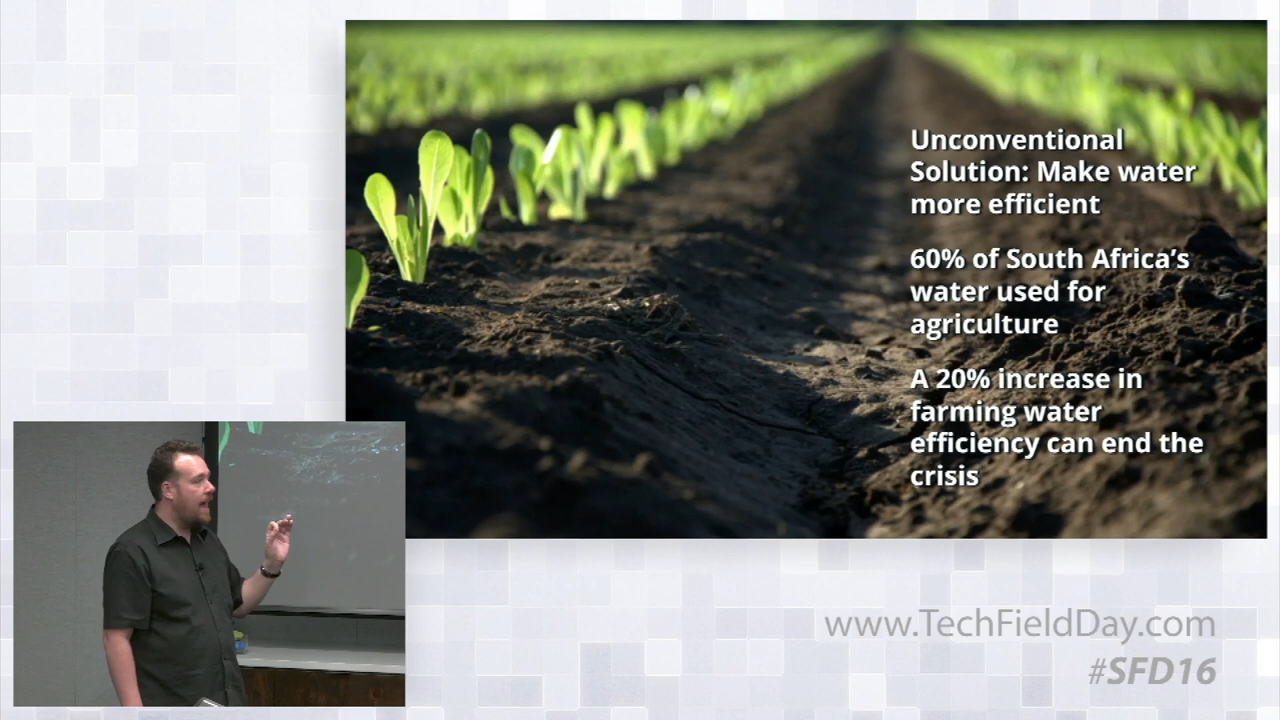 Unconventional
Solution: Make water
more efficient
60% of South Africa's
water used for
agriculture
A 20% increase in
farming water
efficiency can end the
crisis
www.TechFieldDay.com
#SFD16